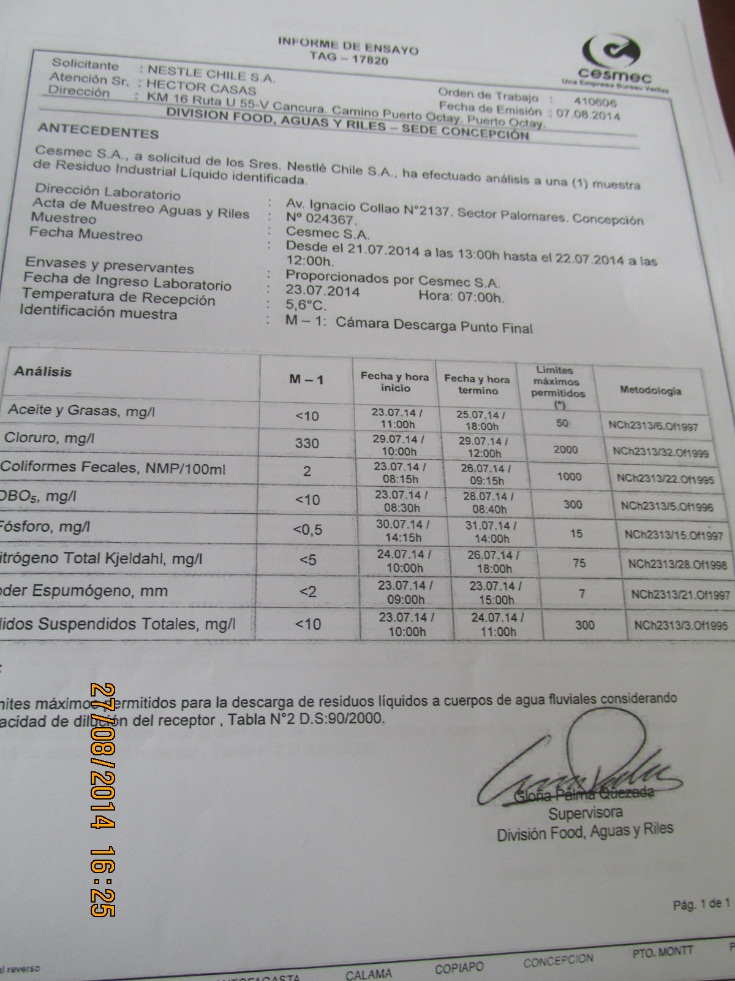 INFORME DE ENSAYO
TAG – 17820
cesmec
Una Empresa Bureau Veritas
Solicitante : NESTLE CHILE S.A.
Atención Sr. : HECTOR CASAS
Dirección : KM 16 Ruta U 55-V Cancura. Camino Puerto Octay. Puerto Octay.
Orden de Trabajo : 410606
Fecha de Emisión : 07.08.2014
DIVISION FOOD, AGUAS Y RILES – SEDE CONCEPCIÓN
ANTECEDENTES
Cesmec S.A., a solicitud de los Sres. Nestlé Chile S.A., ha efectuado análisis a una (1) muestra
de Residuo Industrial Líquido identificada.
Dirección Laboratorio : Av. Ignacio Collao N°2137. Sector Palomares. Concepción
Acta de Muestreo Aguas y Riles : Nº 024367.
Muestreo : Cesmec S.A.
Fecha Muestreo : Desde el 21.07.2014 a las 13:00h hasta el 22.07.2014 a las
12:00h.
Envases y preservantes : Proporcionados por Cesmec S.A.
Fecha de Ingreso Laboratorio : 23.07.2014 Hora: 07:00h.
Temperatura de Recepción : 5,6°C.
Identificación muestra : M – 1: Cámara Descarga Punto Final
Análisis M – 1 Fecha y hora inicio Fecha y hora termino Limites máximos permitidos (*) Metodología
Aceite y Grasas, mg/l <10 23.07.14 / 11:00h 25.07.14 / 18:00h 50 NCh2313/6.Of1997
Cloruro, mg/l 330 29.07.14 / 10:00h 29.07.14 / 12:00h 2000 NCh2313/32.Of1999
Coliformes Fecales, NMP/100ml 2 23.07.14 / 08:15h 26.07.14 / 09:15h 1000 NCh2313/22.Of1995
DBO₅, mg/l <10 23.07.14 / 08:30h 28.07.14 / 08:40h 300 NCh2313/5.Of1996
Fósforo, mg/l <0,5 30.07.14 / 14:15h 31.07.14 / 14:00h 15 NCh2313/15.Of1997
itrógeno Total Kjeldahl, mg/l <5 24.07.14 / 10:00h 26.07.14 / 18:00h 75 NCh2313/28.Of1998
oder Espumógeno, mm <2 23.07.14 / 09:00h 23.07.14 / 15:00h 7 NCh2313/21.Of1997
lidos Suspendidos Totales, mg/l <10 23.07.14 / 10:00h 24.07.14 / 11:00h 300 NCh2313/3.Of1995
mites máximos permitidos para la descarga de residuos líquidos a cuerpos de agua fluviales considerando
acidad de dilución del receptor , Tabla N°2 D.S:90/2000.
27/08/2014 16:25
Gloria Palma Quezada
Supervisora
División Food, Aguas y Riles
Pág. 1 de 1
al reverso
ANTOFAGASTA CALAMA COPIAPO CONCEPCION PTO. MONTT P